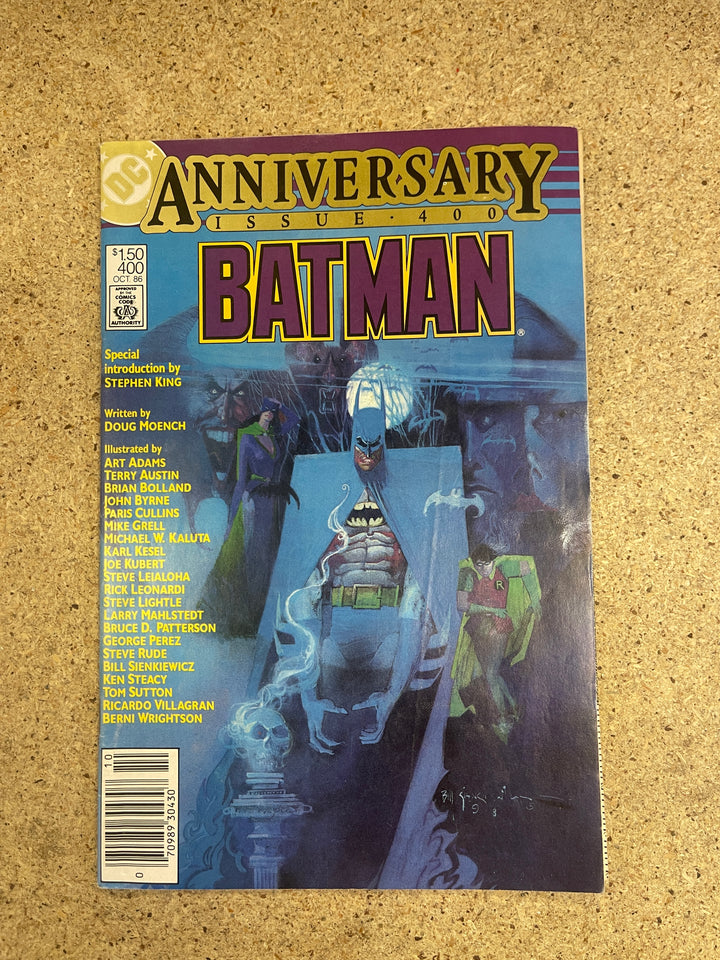 DC
ANNIVERSARY
ISSUE · 400
$1.50
400
OCT. 86
APPROVED
BY THE
COMICS
CODE
CA
AUTHORITY
BATMAN®
Special
introduction by
STEPHEN KING
Written by
DOUG MOENCH
Illustrated by
ART ADAMS
TERRY AUSTIN
BRIAN BOLLAND
JOHN BYRNE
PARIS CULLINS
MIKE GRELL
MICHAEL W. KALUTA
KARL KESEL
JOE KUBERT
STEVE LEIALOHA
RICK LEONARDI
STEVE LIGHTLE
LARRY MAHLSTEDT
BRUCE D. PATTERSON
GEORGE PEREZ
STEVE RUDE
BILL SIENKIEWICZ
KEN STEACY
TOM SUTTON
RICARDO VILLAGRAN
BERNI WRIGHTSON
R
10
0 70989 30430